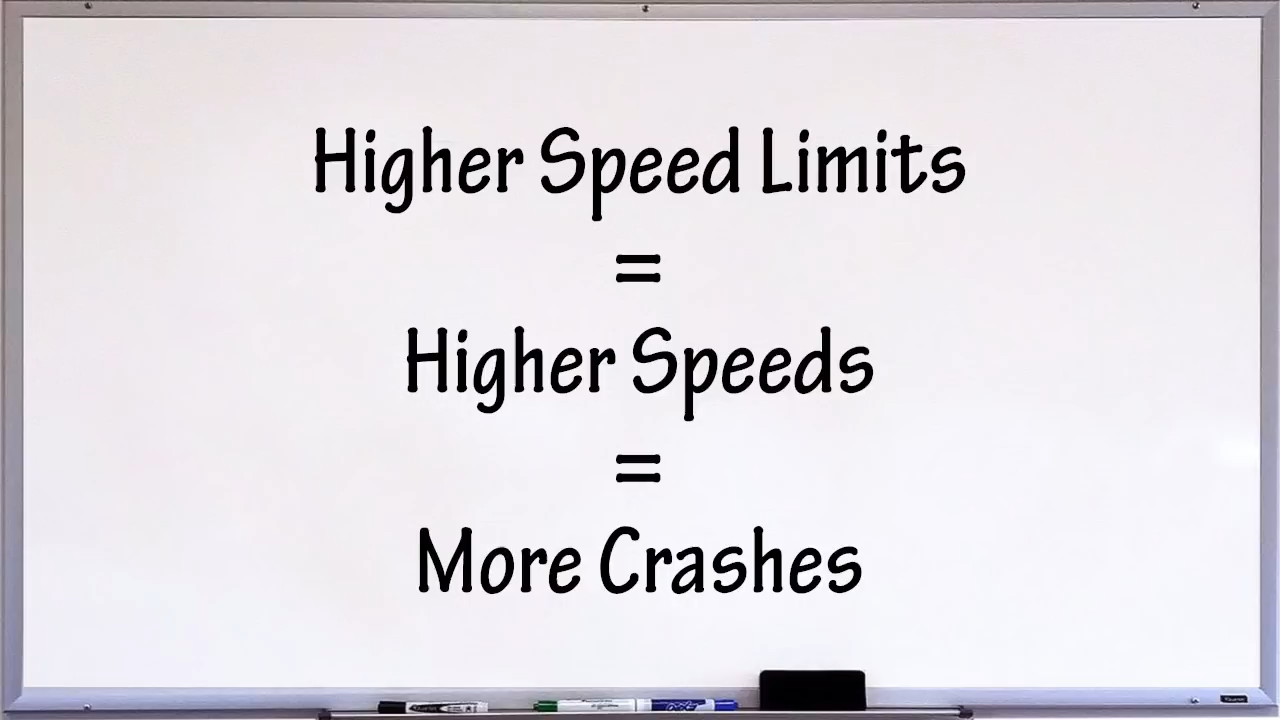 Higher Speed Limits
=
Higher Speeds
=
More Crashes